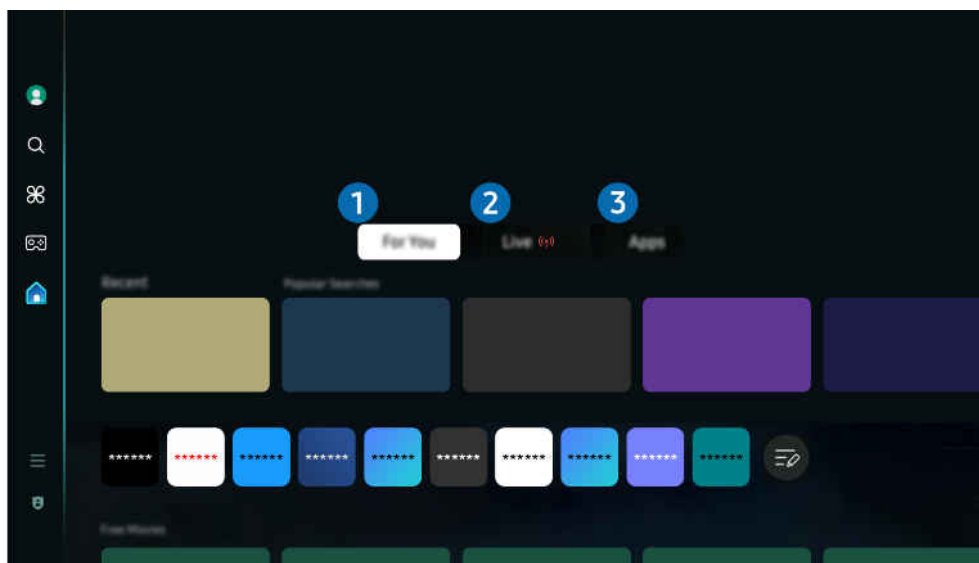 1 2 3
For You Live Apps
Recent Popular Searches
****** ****** ****** ****** ****** ****** ****** ****** ****** ******
Free Movies